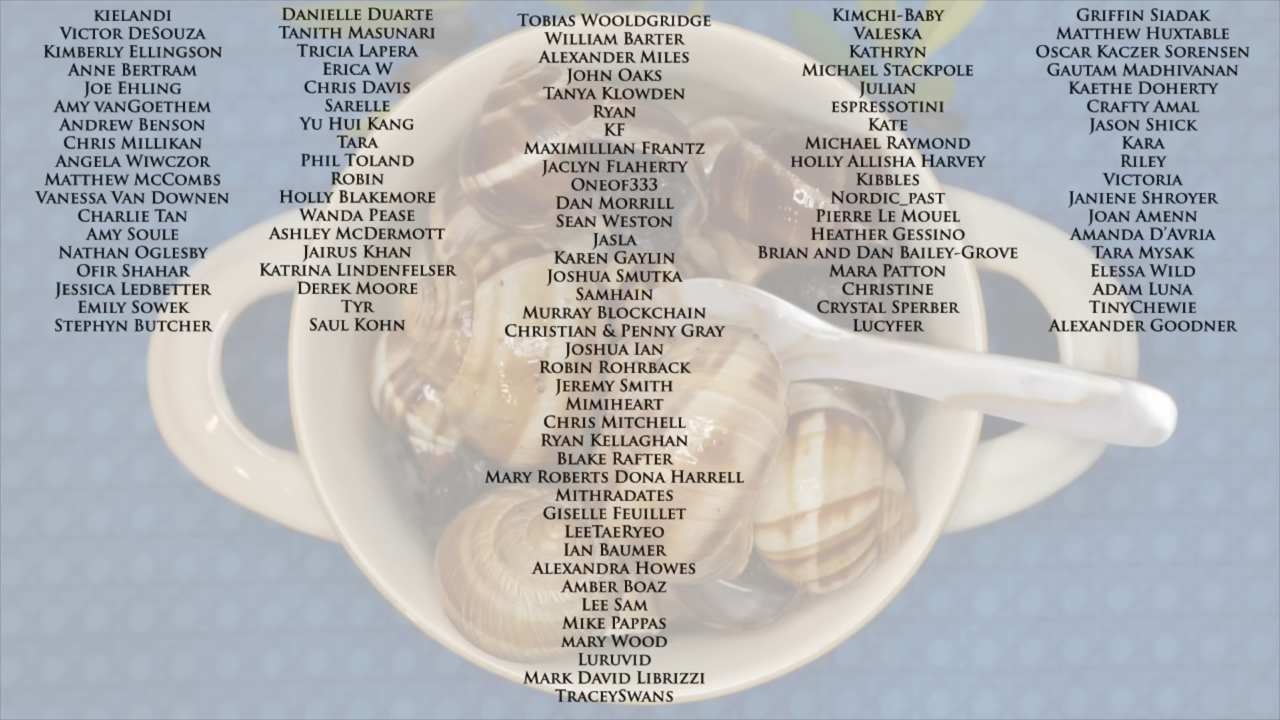 kielandi
Victor DeSouza
Kimberly Ellingson
Anne Bertram
Joe Ehling
Amy vanGoethem
Andrew Benson
Chris Millikan
Angela Wiwczor
Matthew McCombs
Vanessa Van Downen
Charlie Tan
Amy Soule
Nathan Oglesby
Ofir Shahar
Jessica Ledbetter
Emily Sowek
Stephyn Butcher
Danielle Duarte
Tanith Masunari
Tricia Lapera
Erica W
Chris Davis
Sarelle
Yu Hui Kang
Tara
Phil Toland
Robin
Holly Blakemore
Wanda Pease
Ashley McDermott
Jairus Khan
Katrina Lindenfelser
Derek Moore
Tyr
Saul Kohn
Tobias Wooldgridge
William Barter
Alexander Miles
John Oaks
Tanya Klowden
Ryan
KF
Maximillian Frantz
Jaclyn Flaherty
Oneof333
Dan Morrill
Sean Weston
Jasla
Karen Gaylin
Joshua Smutka
Samhain
Murray Blockchain
Christian & Penny Gray
Joshua Ian
Robin Rohrback
Jeremy Smith
Mimiheart
Chris Mitchell
Ryan Kellaghan
Blake Rafter
Mary Roberts Dona Harrell
Mithradates
Giselle Feuillet
LeeTaeRyeo
Ian Baumer
Alexandra Howes
Amber Boaz
Lee Sam
Mike Pappas
mary Wood
Luruvid
Mark David Librizzi
TraceySwans
Kimchi-Baby
Valeska
Kathryn
Michael Stackpole
Julian
espressotini
Kate
Michael Raymond
holly Allisha Harvey
Kibbles
Nordic_past
Pierre Le Mouel
Heather Gessino
Brian and Dan Bailey-Grove
Mara Patton
Christine
Crystal Sperber
Lucyfer
Griffin Siadak
Matthew Huxtable
Oscar Kaczer Sorensen
Gautam Madhivanan
Kaethe Doherty
Crafty Amal
Jason Shick
Kara
Riley
Victoria
Janiene Shroyer
Joan Amenn
Amanda D'Avria
Tara Mysak
Elessa Wild
Adam Luna
TinyChewie
Alexander Goodner